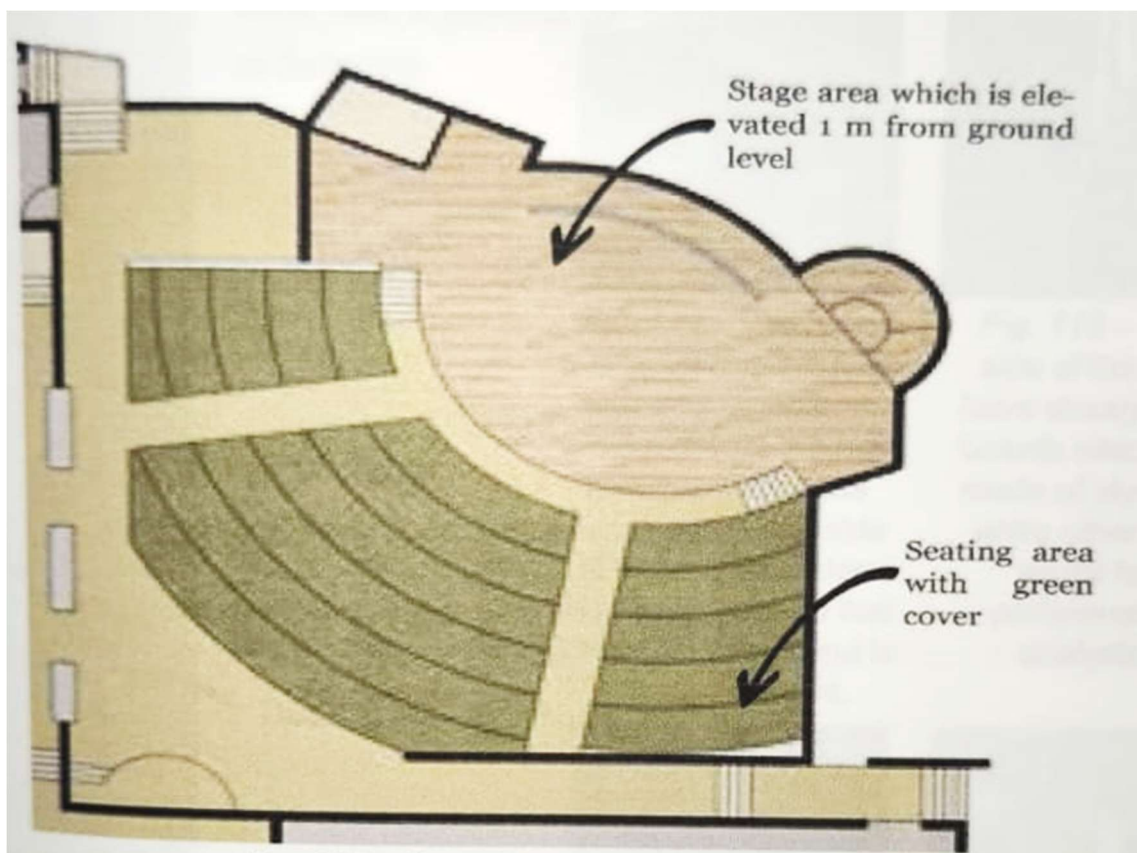 Stage area which is ele-
vated 1 m from ground
level
Seating area
with green
cover